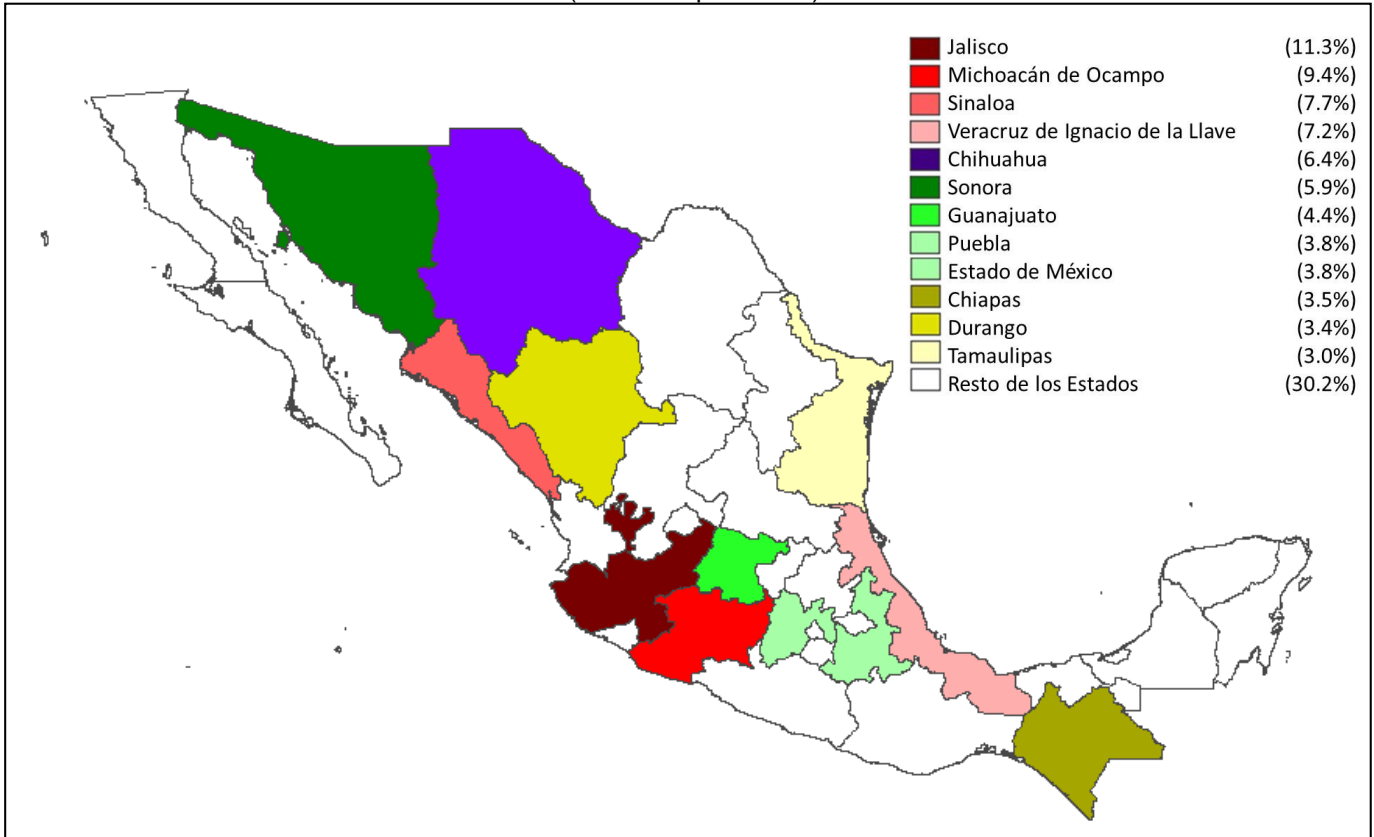 Jalisco (11.3%)
Michoacán de Ocampo (9.4%)
Sinaloa (7.7%)
Veracruz de Ignacio de la Llave (7.2%)
Chihuahua (6.4%)
Sonora (5.9%)
Guanajuato (4.4%)
Puebla (3.8%)
Estado de México (3.8%)
Chiapas (3.5%)
Durango (3.4%)
Tamaulipas (3.0%)
Resto de los Estados (30.2%)